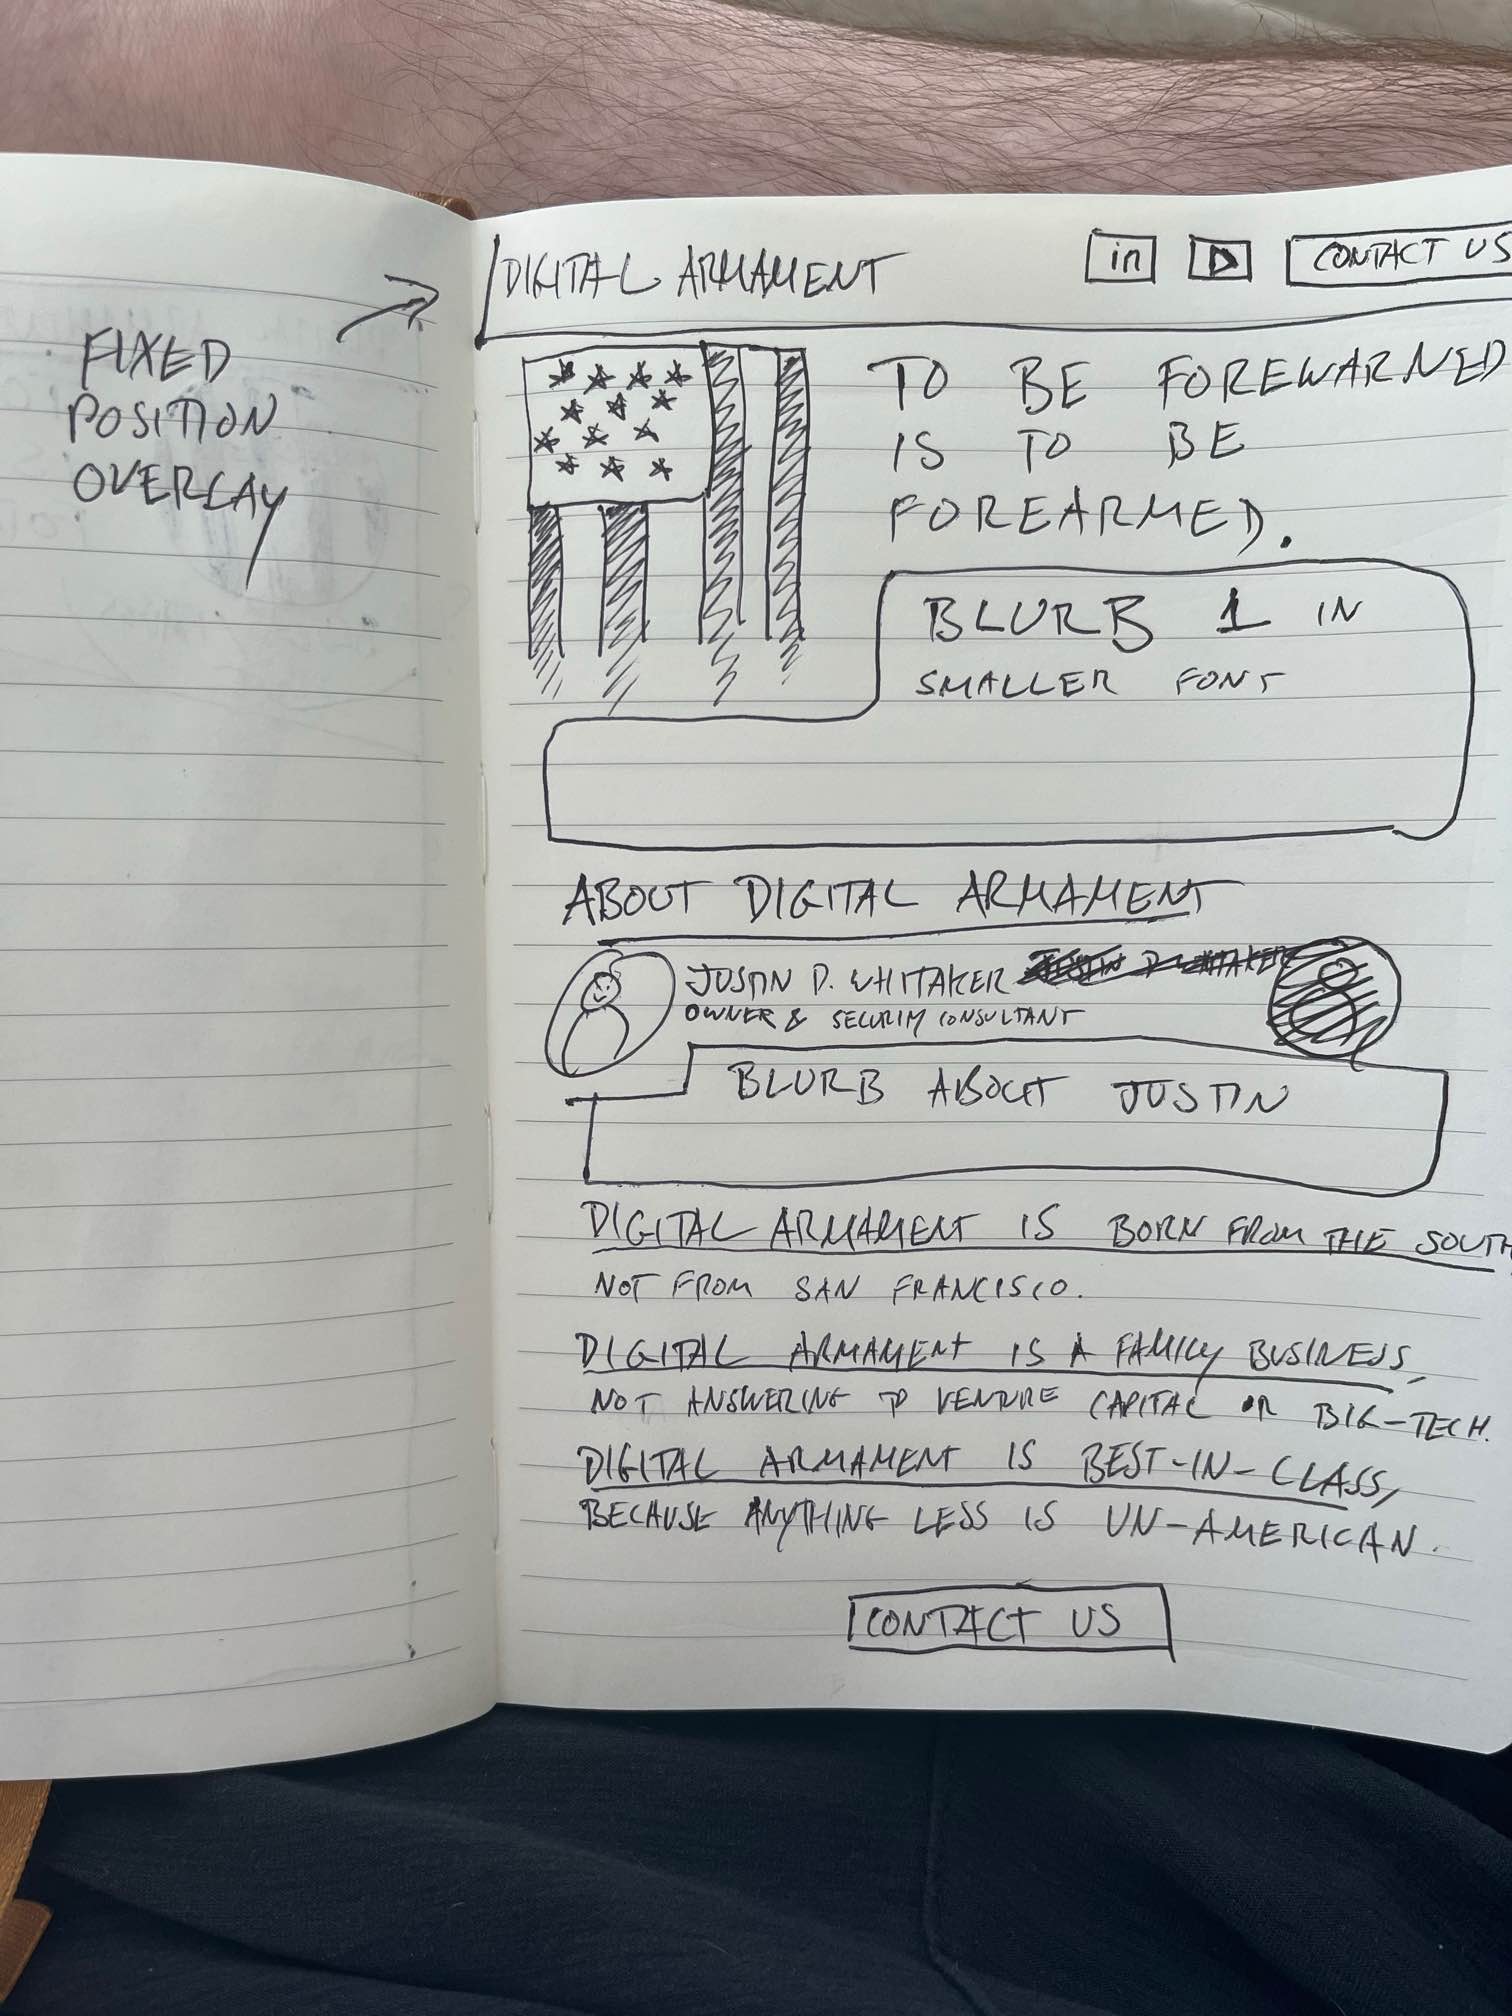 FIXED
POSITION
OVERLAY
DIGITAL ARMAMENT
in
CONTACT US
TO BE FOREWARNED
IS TO BE
FOREARMED.
BLURB 1 IN
SMALLER FONT
ABOUT DIGITAL ARMAMENT
JUSTIN D. WHITAKER
OWNER & SECURITY CONSULTANT
BLURB ABOUT JUSTIN
DIGITAL ARMAMENT IS BORN FROM THE SOUTH,
NOT FROM SAN FRANCISCO.
DIGITAL ARMAMENT IS A FAMILY BUSINESS,
NOT ANSWERING TO VENTURE CAPITAL OR BIG-TECH.
DIGITAL ARMAMENT IS BEST-IN-CLASS,
BECAUSE ANYTHING LESS IS UN-AMERICAN.
CONTACT US